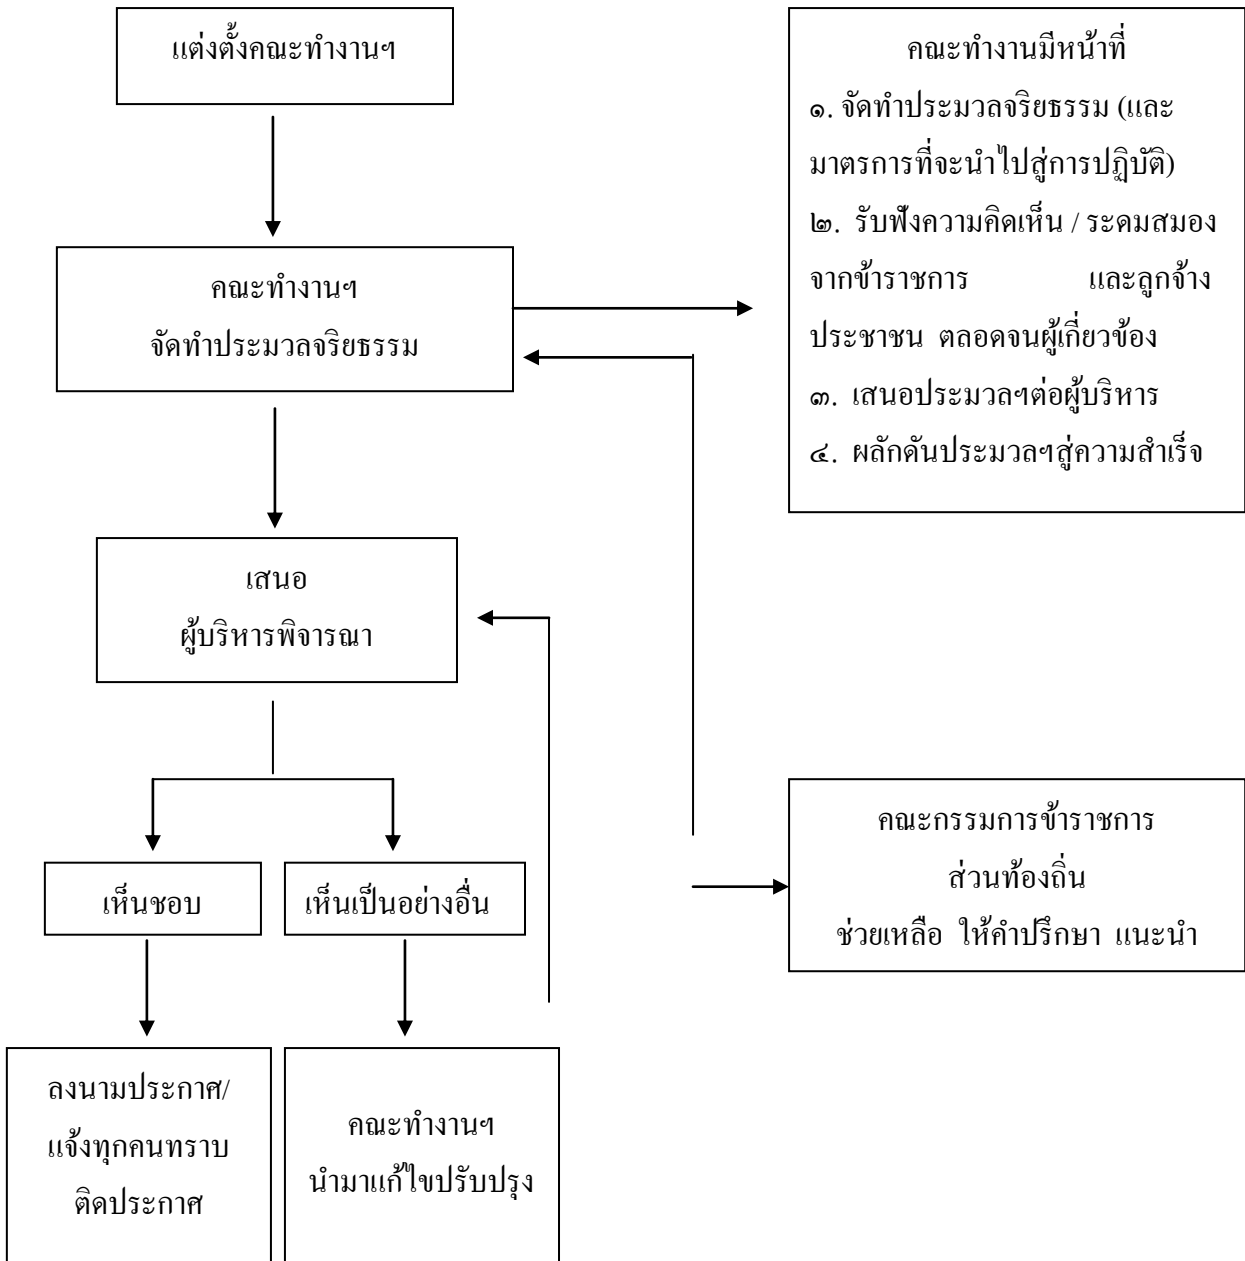 แต่งตั้งคณะทำงานฯ
คณะทำงานมีหน้าที่
๑. จัดทำประมวลจริยธรรม (และ
มาตรการที่จะนำไปสู่การปฏิบัติ)
๒. รับฟังความคิดเห็น / ระดมสมอง
จากข้าราชการ และลูกจ้าง
ประชาชน ตลอดจนผู้เกี่ยวข้อง
๓. เสนอประมวลฯต่อผู้บริหาร
๔. ผลักดันประมวลฯสู่ความสำเร็จ
คณะทำงานฯ
จัดทำประมวลจริยธรรม
เสนอ
ผู้บริหารพิจารณา
คณะกรรมการข้าราชการ
ส่วนท้องถิ่น
ช่วยเหลือ ให้คำปรึกษา แนะนำ
เห็นชอบ
เห็นเป็นอย่างอื่น
ลงนามประกาศ/
แจ้งทุกคนทราบ
ติดประกาศ
คณะทำงานฯ
นำมาแก้ไขปรับปรุง